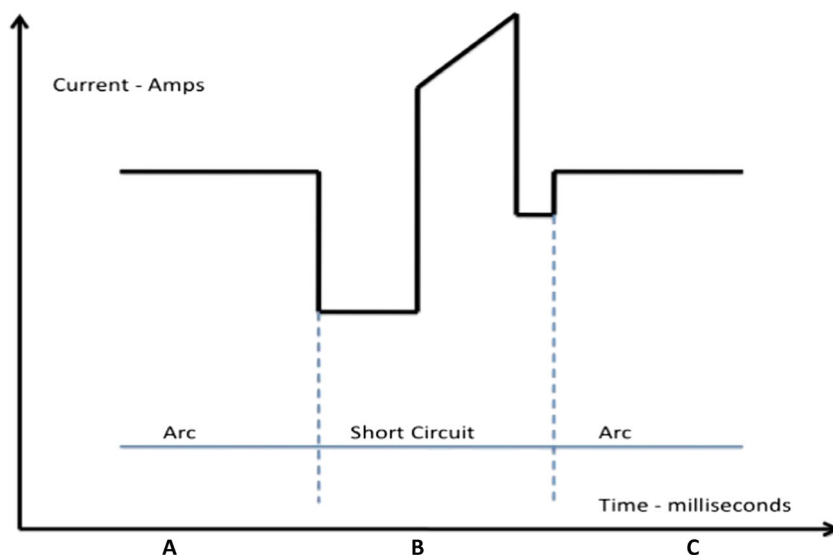 Current - Amps
Arc
Short Circuit
Arc
Time - milliseconds
A
B
C